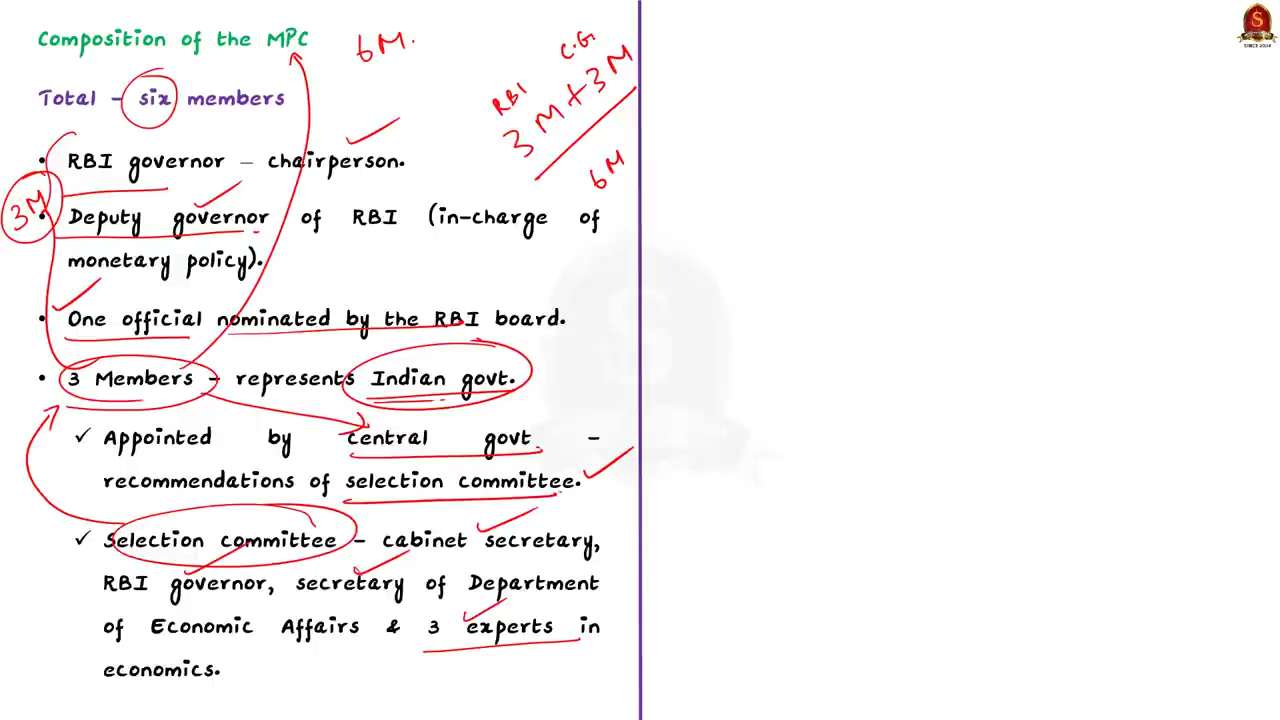 Composition of the MPC
6M.
Total - six members
RBI
C.G.
3M + 3M
6M
• RBI governor – chairperson.
3M
• Deputy governor of RBI (in-charge of
monetary policy).
• One official nominated by the RBI board.
• 3 Members - represents Indian govt.
✓ Appointed by central govt -
recommendations of selection committee.
✓ Selection committee - cabinet secretary,
RBI governor, secretary of Department
of Economic Affairs & 3 experts in
economics.
S
SINCE 2004